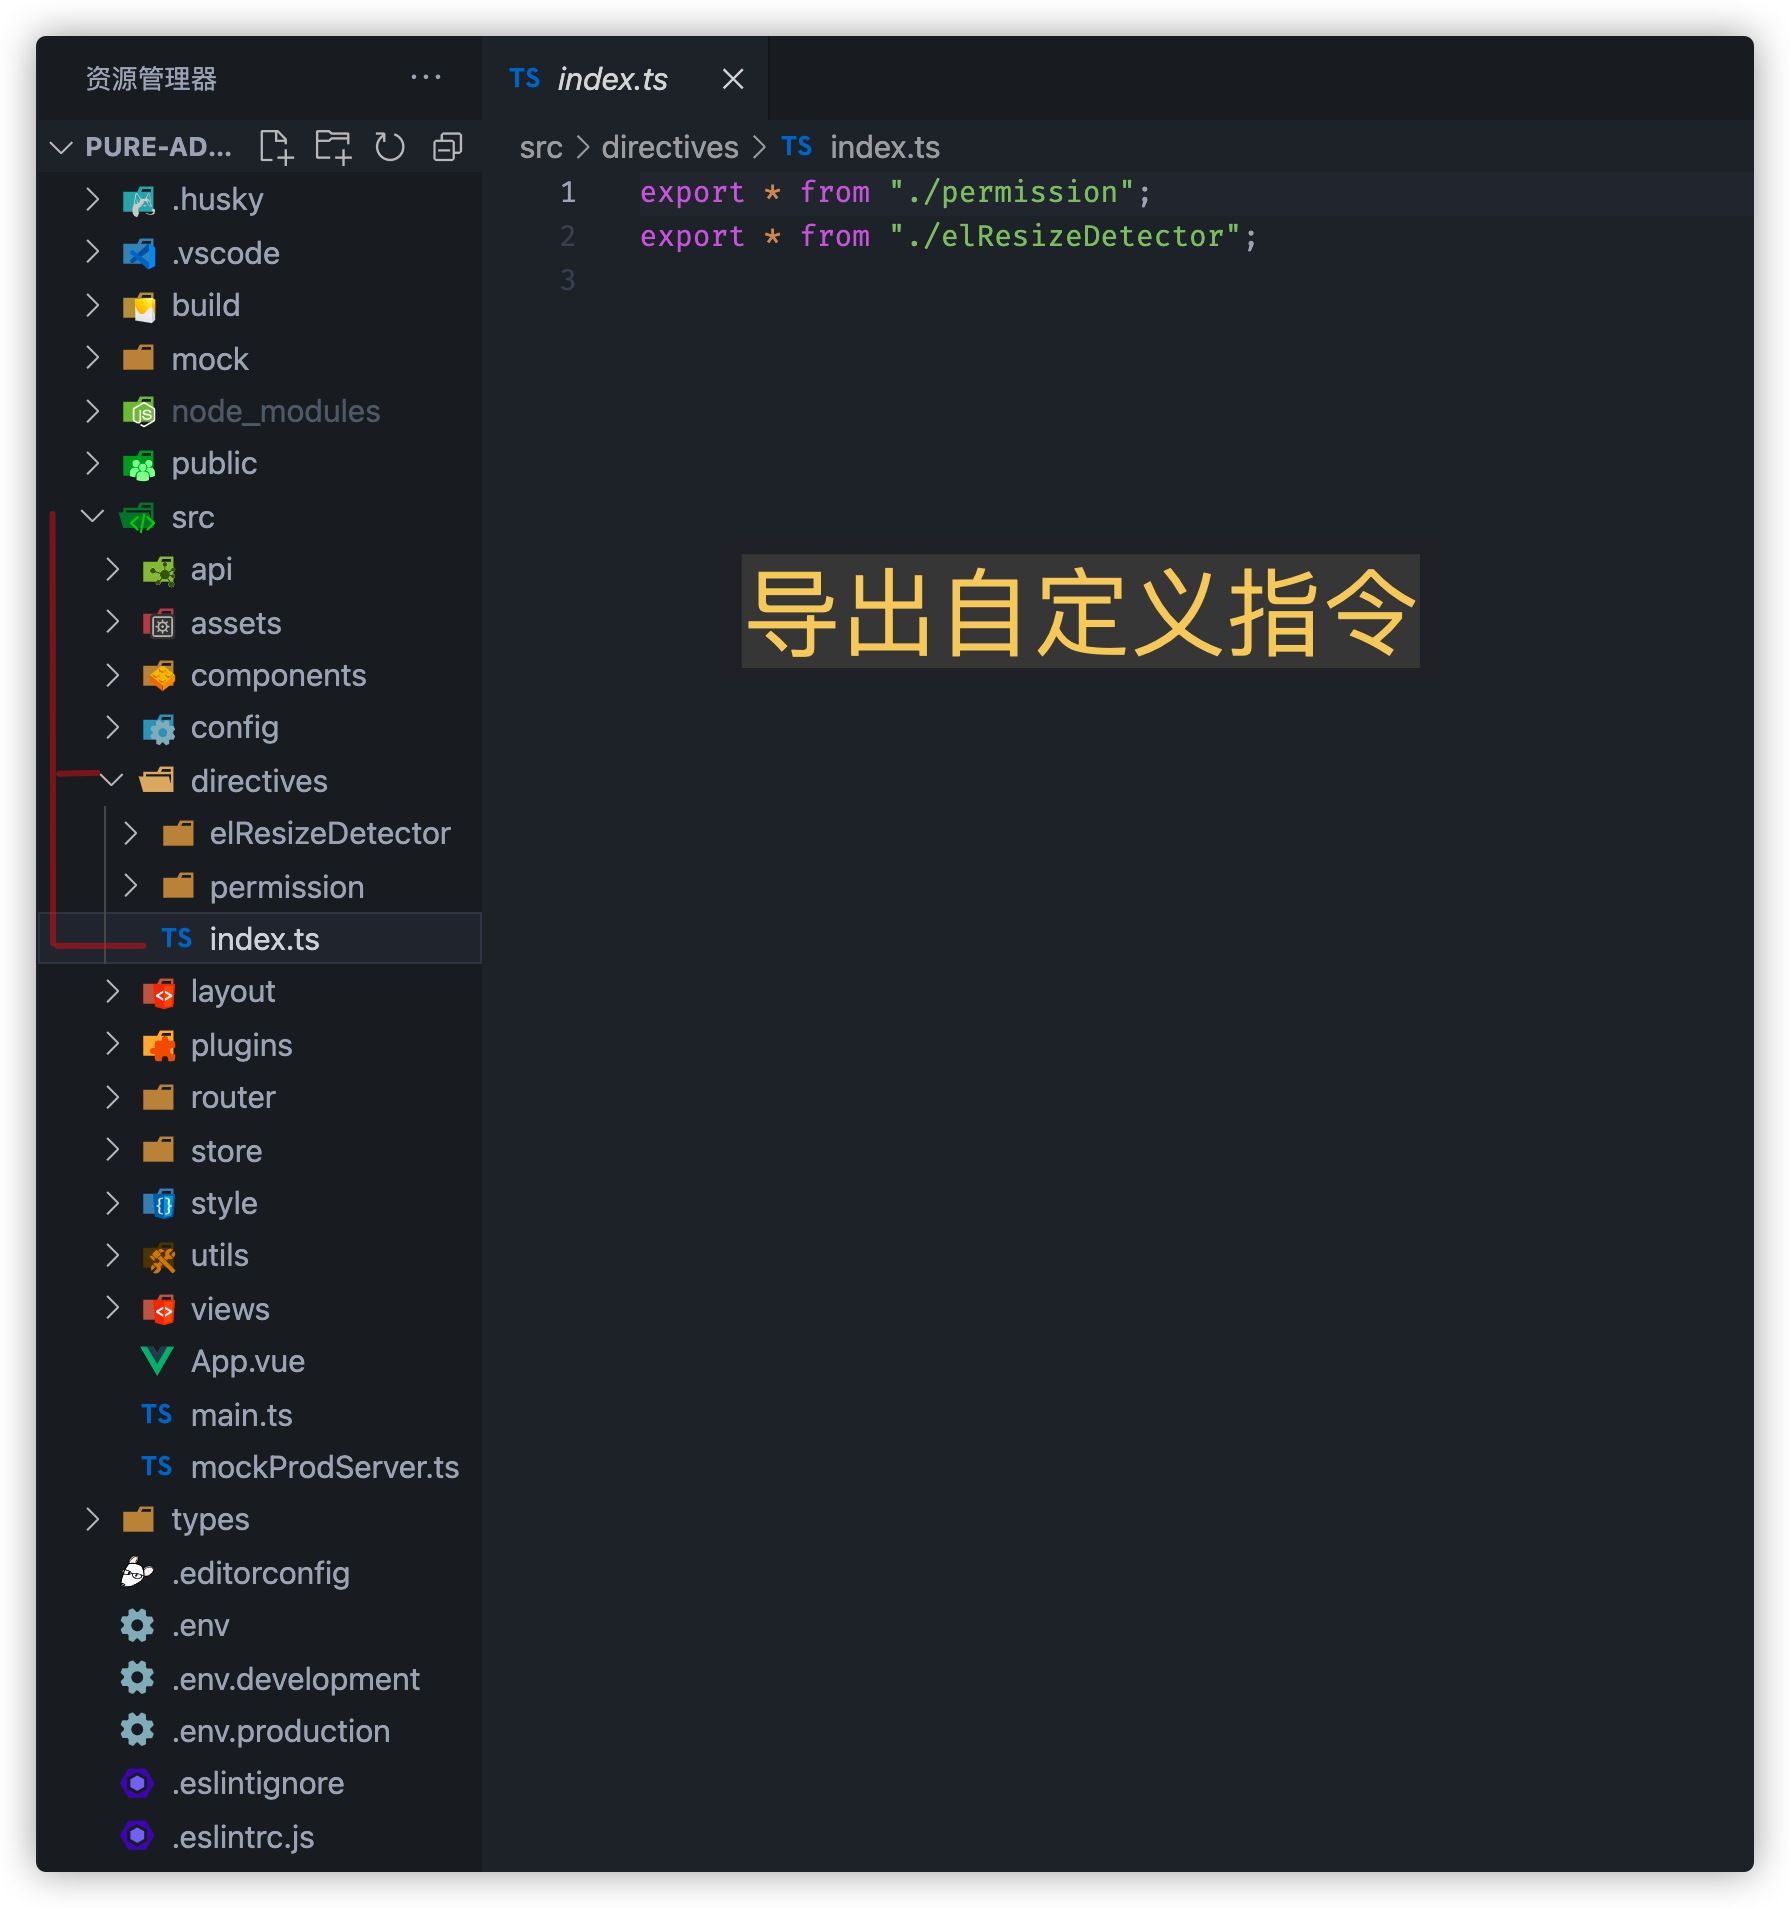 资源管理器
PURE-AD...
.husky
.vscode
build
mock
node_modules
public
src
api
assets
components
config
directives
elResizeDetector
permission
TS index.ts
layout
plugins
router
store
style
utils
views
App.vue
TS main.ts
TS mockProdServer.ts
types
.editorconfig
.env
.env.development
.env.production
.eslintignore
.eslintrc.js
TS index.ts
src > directives > TS index.ts
1 export * from "./permission";
2 export * from "./elResizeDetector";
3
导出自定义指令